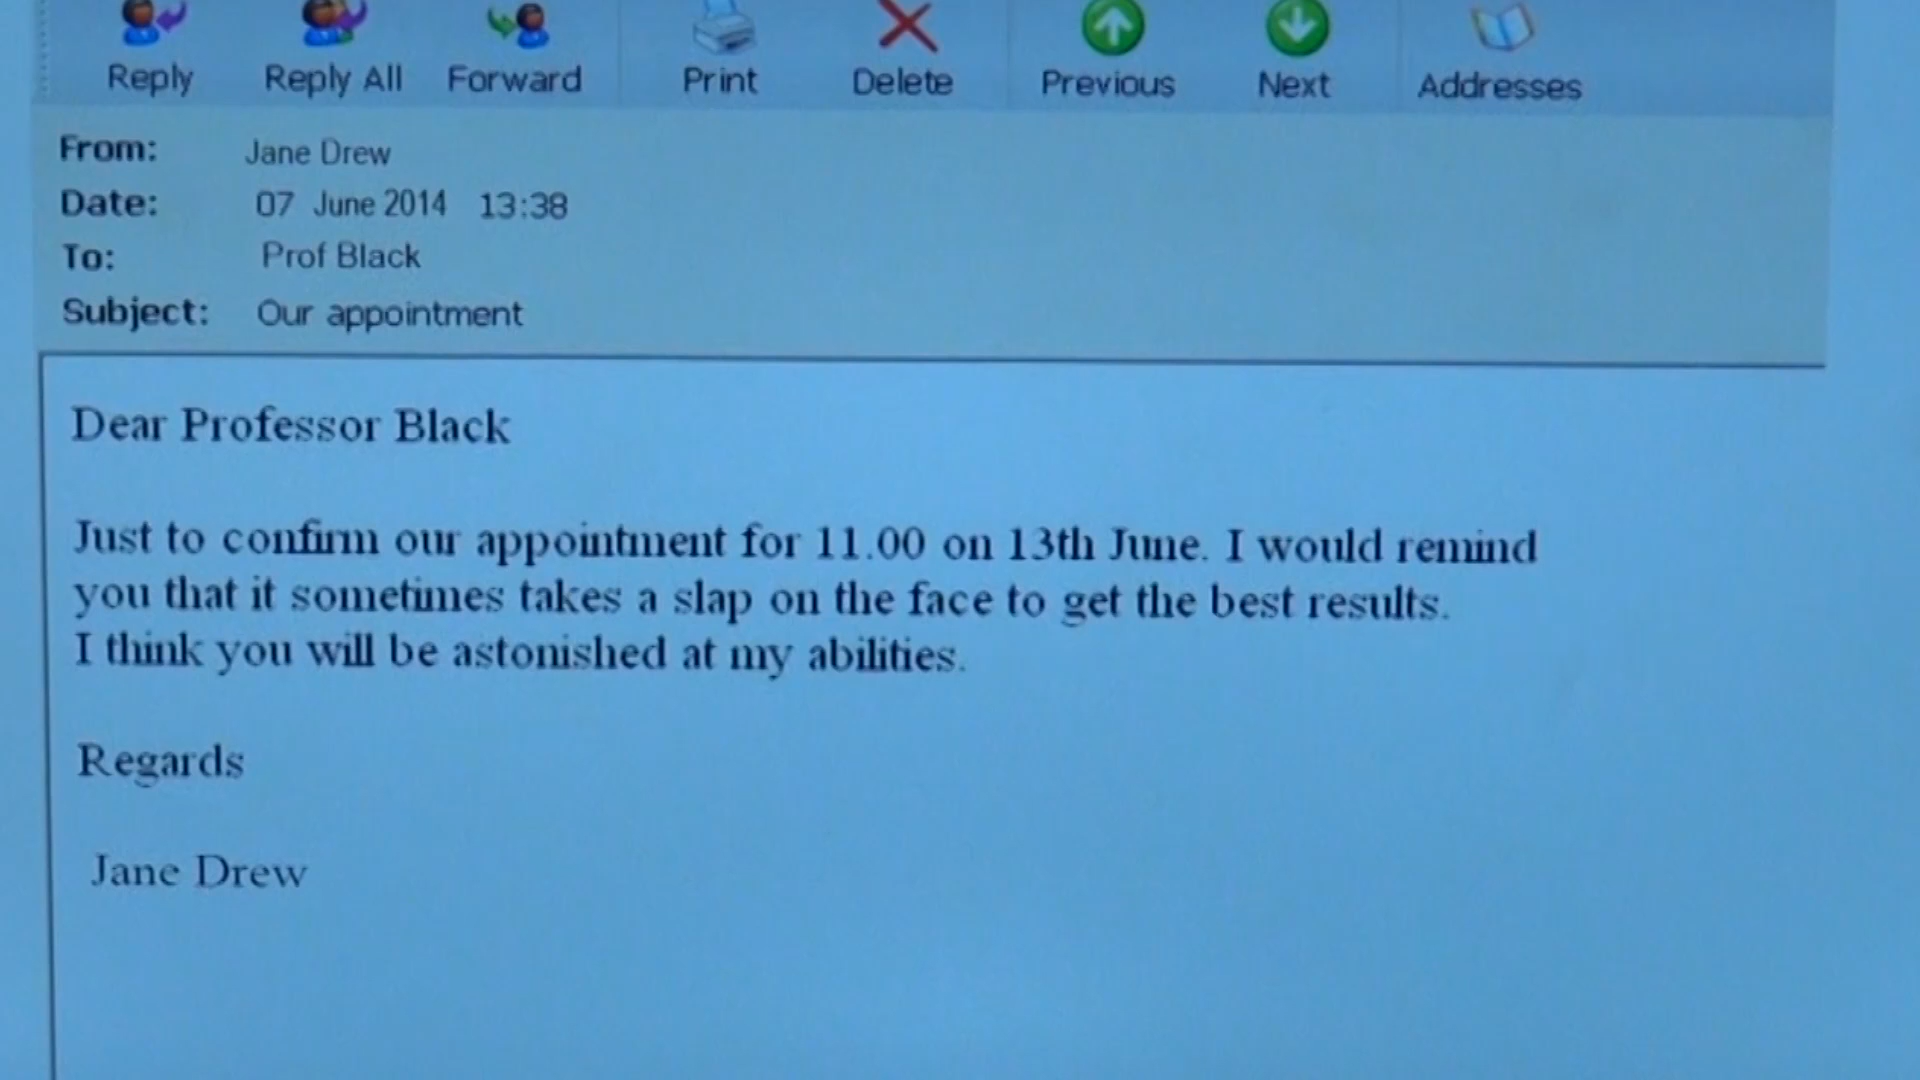 Reply Reply All Forward Print Delete Previous Next Addresses
From: Jane Drew
Date: 07 June 2014 13:38
To: Prof Black
Subject: Our appointment
Dear Professor Black
Just to confirm our appointment for 11.00 on 13th June. I would remind
you that it sometimes takes a slap on the face to get the best results.
I think you will be astonished at my abilities.
Regards
Jane Drew